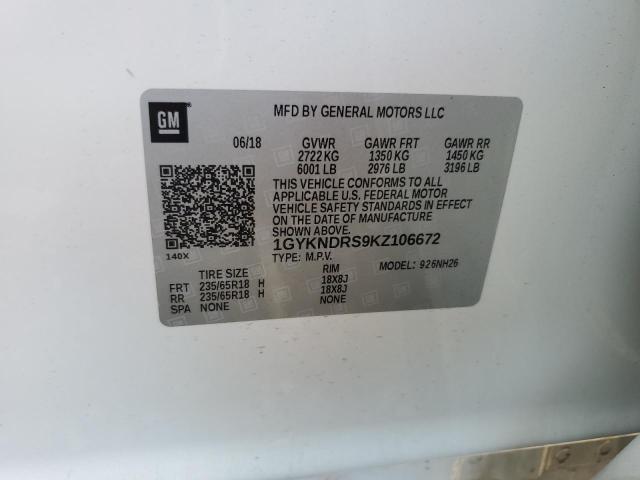 GM
MFD BY GENERAL MOTORS LLC
06/18 GVWR GAWR FRT GAWR RR
2722 KG 1350 KG 1450 KG
6001 LB 2976 LB 3196 LB
THIS VEHICLE CONFORMS TO ALL
APPLICABLE U.S. FEDERAL MOTOR
VEHICLE SAFETY STANDARDS IN EFFECT
ON THE DATE OF MANUFACTURE
SHOWN ABOVE.
1GYKNDRS9KZ106672
140X
TYPE: M.P.V. MODEL: 926NH26
TIRE SIZE RIM
FRT 235/65R18 H 18X8J
RR 235/65R18 H 18X8J
SPA NONE NONE